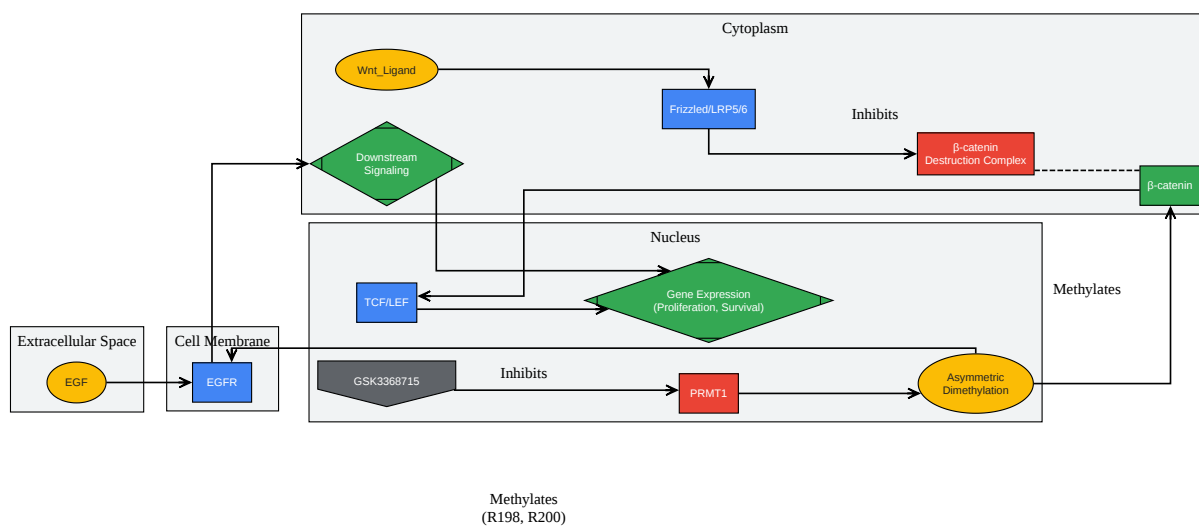 Cytoplasm
Wnt_Ligand
Frizzled/LRP5/6
Inhibits
β-catenin
Destruction Complex
Downstream
Signaling
β-catenin
Nucleus
Gene Expression
(Proliferation, Survival)
TCF/LEF
Methylates
Extracellular Space
Cell Membrane
EGF
EGFR
GSK3368715
Inhibits
PRMT1
Asymmetric
Dimethylation
Methylates
(R198, R200)